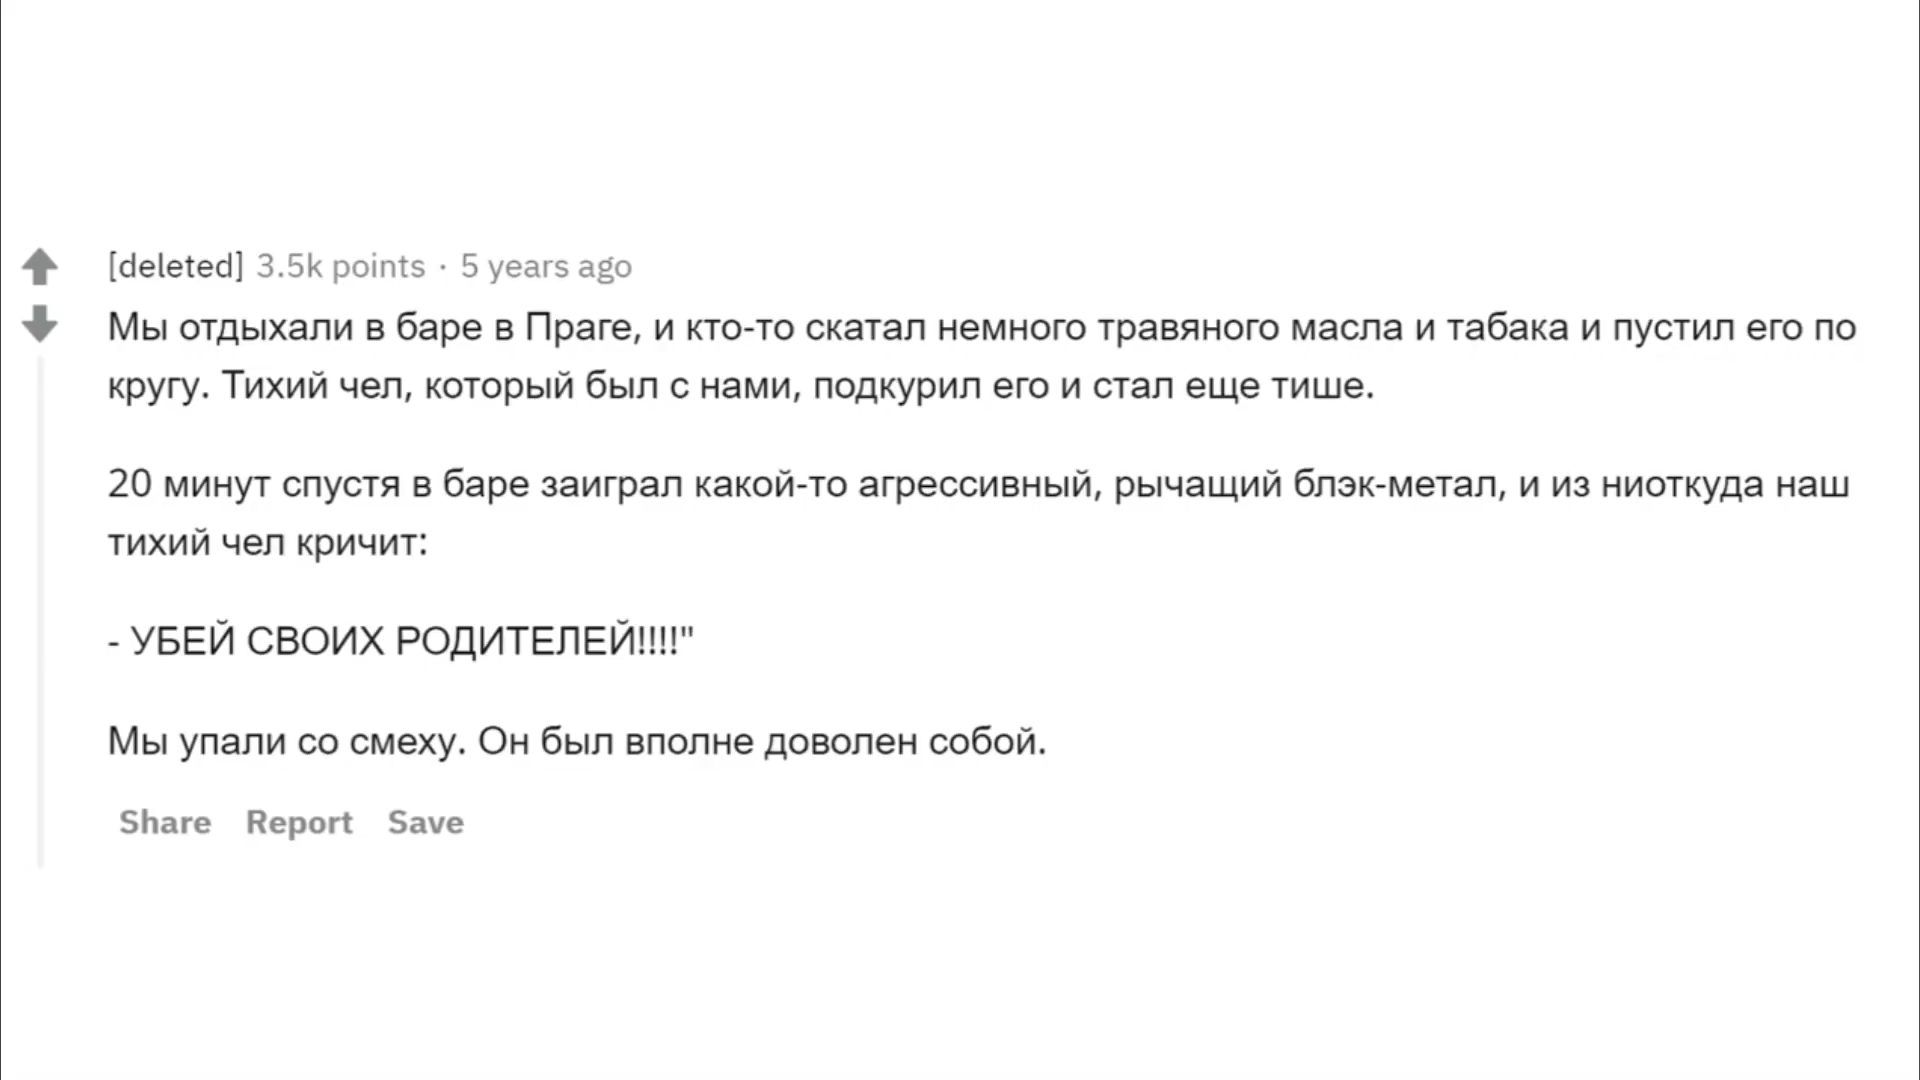 [deleted] 3.5k points · 5 years ago
Мы отдыхали в баре в Праге, и кто-то скатал немного травяного масла и табака и пустил его по
кругу. Тихий чел, который был с нами, подкурил его и стал еще тише.
20 минут спустя в баре заиграл какой-то агрессивный, рычащий блэк-метал, и из ниоткуда наш
тихий чел кричит:
- УБЕЙ СВОИХ РОДИТЕЛЕЙ!!!!"
Мы упали со смеху. Он был вполне доволен собой.
Share Report Save